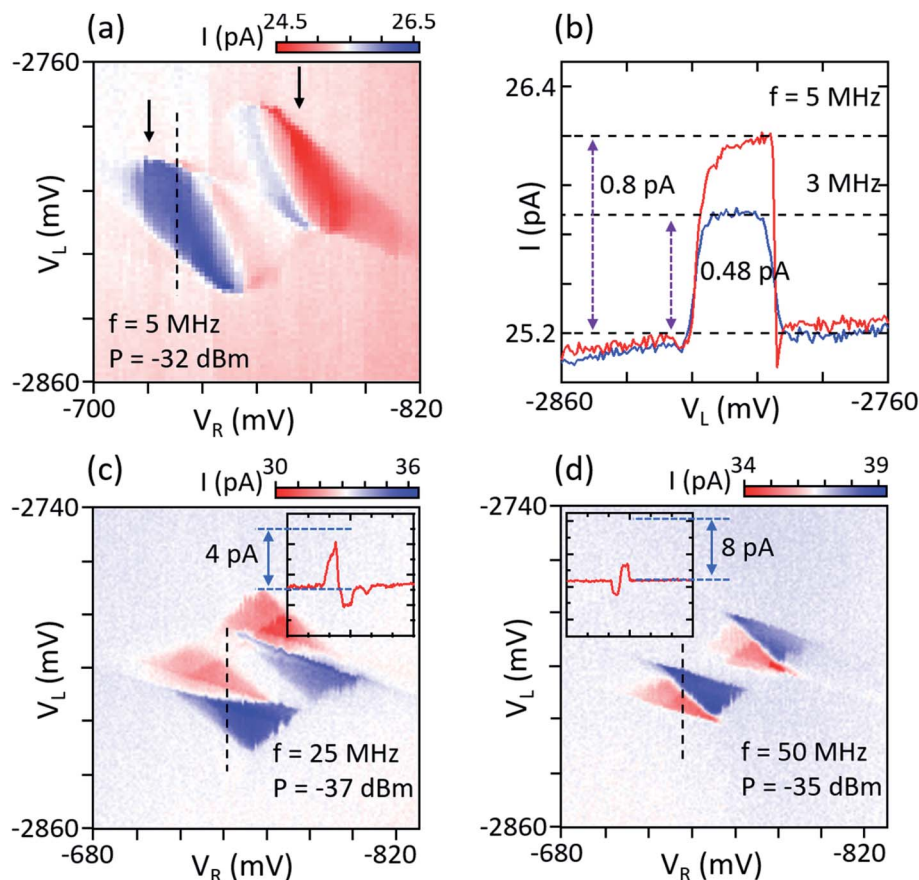 (a)
I (pA)
24.5
26.5
-2760
V_L (mV)
-2860
f = 5 MHz
P = -32 dBm
-700
V_R (mV)
-820
(b)
26.4
I (pA)
25.2
f = 5 MHz
0.8 pA
3 MHz
0.48 pA
-2860
V_L (mV)
-2760
(c)
I (pA)
30
36
-2740
4 pA
V_L (mV)
f = 25 MHz
P = -37 dBm
-2860
-680
V_R (mV)
-820
(d)
I (pA)
34
39
-2740
8 pA
V_L (mV)
f = 50 MHz
P = -35 dBm
-2860
-680
V_R (mV)
-820